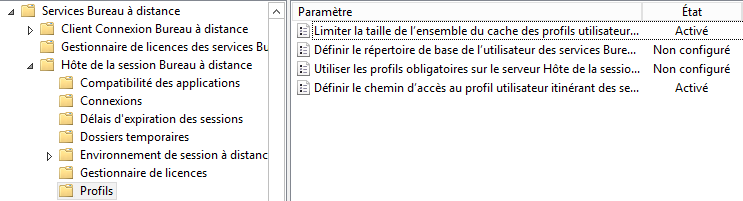 Services Bureau à distance
Client Connexion Bureau à distance
Gestionnaire de licences des services Bu
Hôte de la session Bureau à distance
Compatibilité des applications
Connexions
Délais d'expiration des sessions
Dossiers temporaires
Environnement de session à distanc
Gestionnaire de licences
Profils
Paramètre État
Limiter la taille de l'ensemble du cache des profils utilisateur... Activé
Définir le répertoire de base de l'utilisateur des services Bure... Non configuré
Utiliser les profils obligatoires sur le serveur Hôte de la sessio... Non configuré
Définir le chemin d'accès au profil utilisateur itinérant des se... Activé